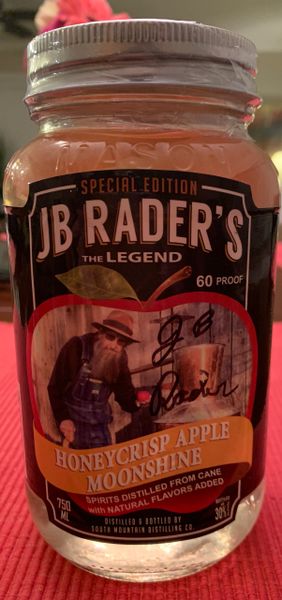 MASON
SPECIAL EDITION
JB RADER'S
THE LEGEND
60 PROOF
JB
Rader
HONEYCRISP APPLE
MOONSHINE
SPIRITS DISTILLED FROM CANE
with NATURAL FLAVORS ADDED
750
ML
DISTILLED & BOTTLED BY
SOUTH MOUNTAIN DISTILLING CO.
30%